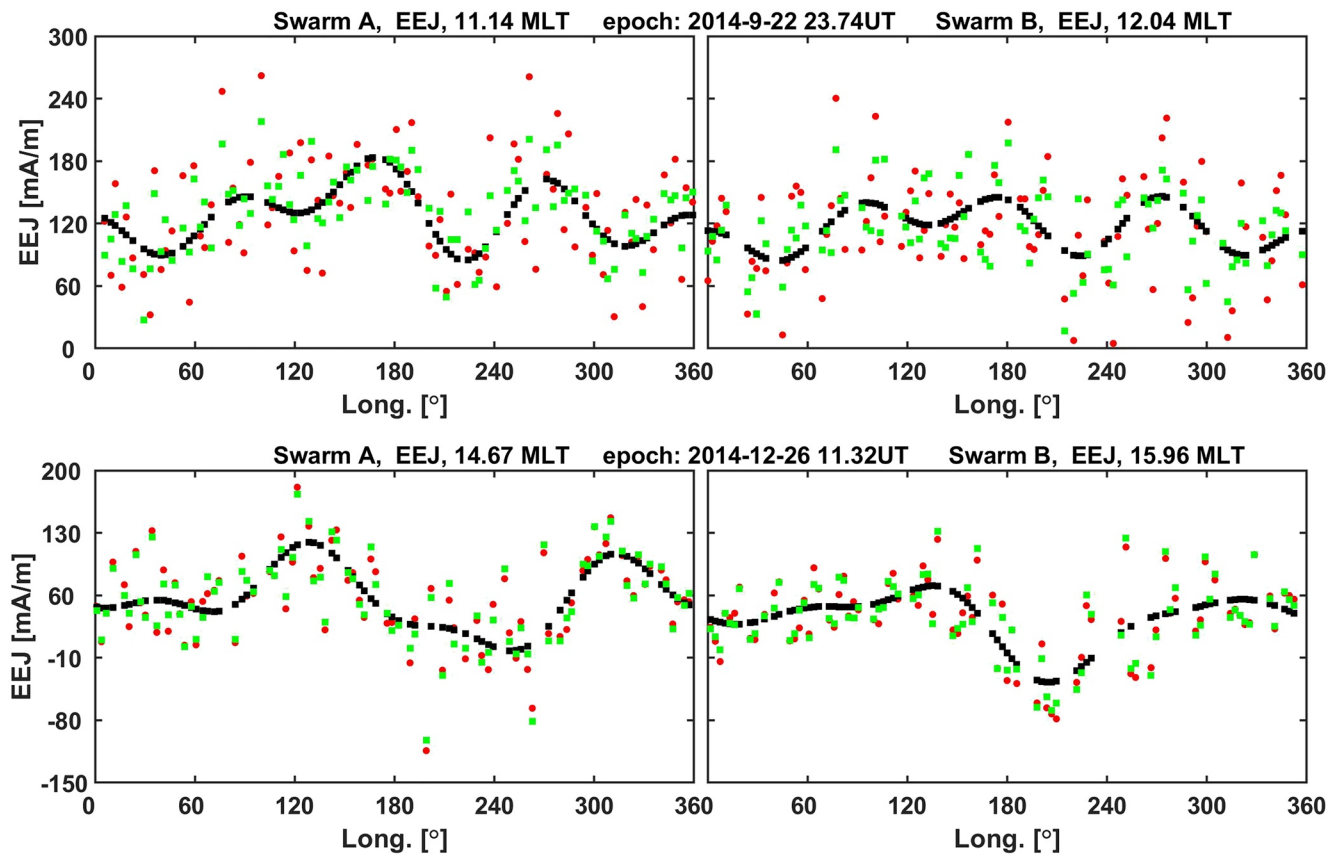 Swarm A, EEJ, 11.14 MLT epoch: 2014-9-22 23.74UT Swarm B, EEJ, 12.04 MLT
300
240
180
120
60
0
EEJ [mA/m]
0 60 120 180 240 300 360
60 120 180 240 300 360
Long. [°]
Long. [°]
Swarm A, EEJ, 14.67 MLT epoch: 2014-12-26 11.32UT Swarm B, EEJ, 15.96 MLT
200
130
60
-10
-80
-150
EEJ [mA/m]
0 60 120 180 240 300 360
60 120 180 240 300 360
Long. [°]
Long. [°]